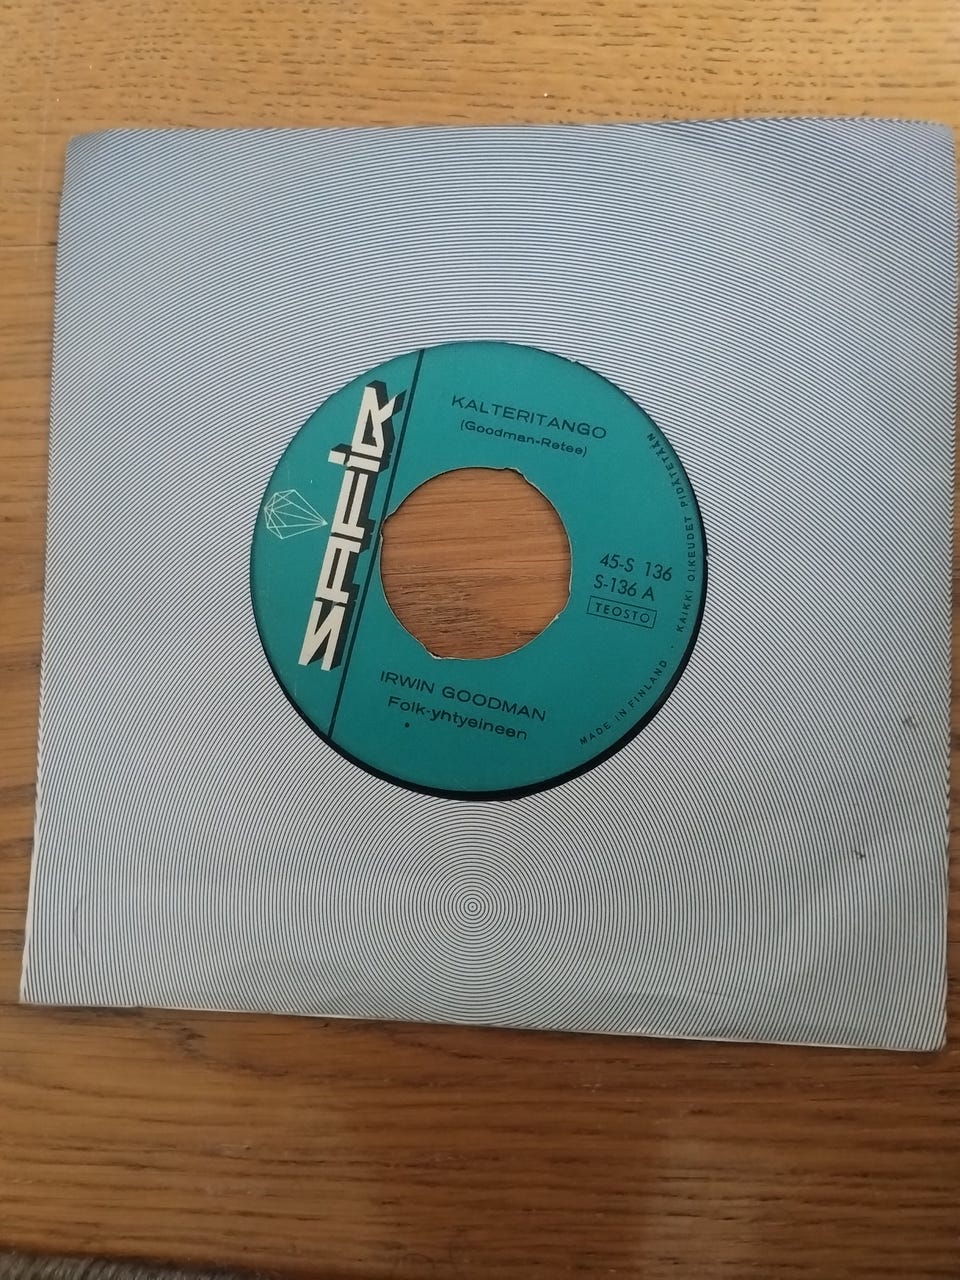 SAFIR
KALTERITANGO
(Goodman-Retee)
45-S 136
S-136 A
TEOSTO
IRWIN GOODMAN
Folk-yhtyeineen
MADE IN FINLAND · KAIKKI OIKEUDET PIDÄTETÄÄN